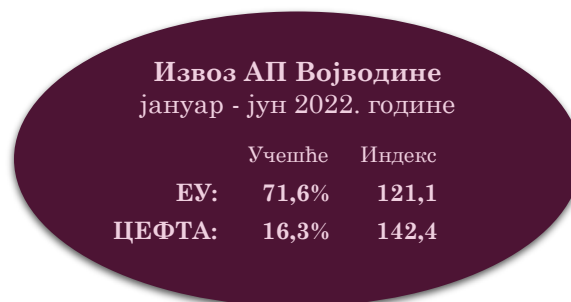 Извоз АП Војводине
јануар - јун 2022. године
Учешће Индекс
ЕУ: 71,6% 121,1
ЦЕФТА: 16,3% 142,4